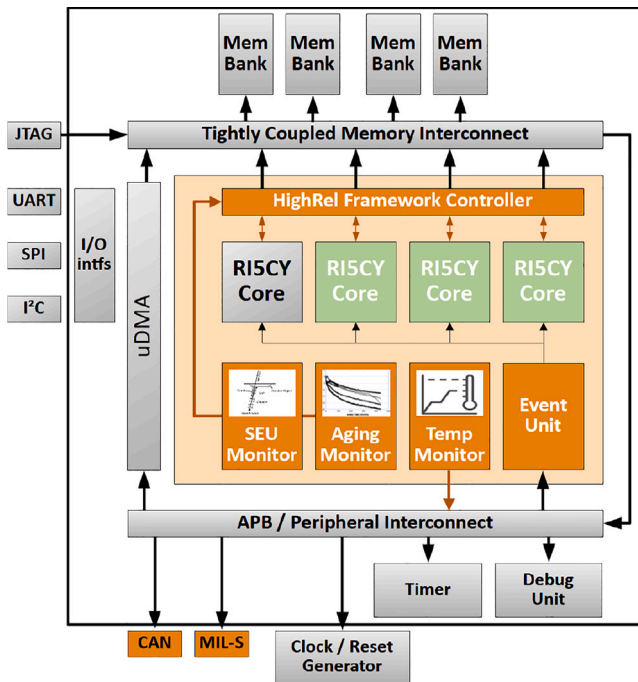 Mem
Bank
Mem
Bank
Mem
Bank
Mem
Bank
JTAG
Tightly Coupled Memory Interconnect
UART
SPI
I²C
I/O
intfs
uDMA
HighRel Framework Controller
RI5CY
Core
RI5CY
Core
RI5CY
Core
RI5CY
Core
SEU
Monitor
Aging
Monitor
Temp
Monitor
Event
Unit
APB / Peripheral Interconnect
Timer
Debug
Unit
CAN
MIL-S
Clock / Reset
Generator